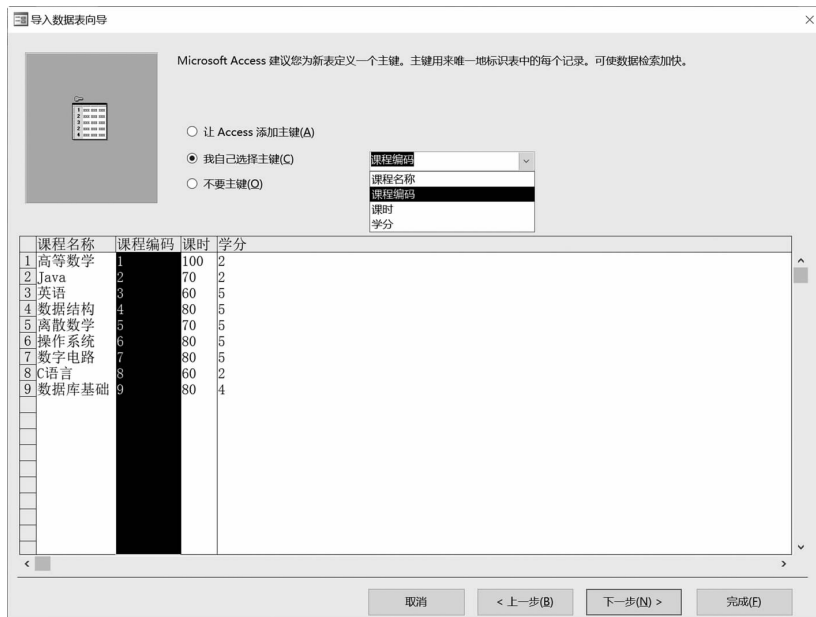 导入数据表向导
Microsoft Access 建议您为新表定义一个主键。主键用来唯一地标识表中的每个记录。可使数据检索加快。
让 Access 添加主键(A)
我自己选择主键(C) 课程编码
不要主键(O)
课程名称
课程编码
课时
学分
课程名称 课程编码 课时 学分
1 高等数学 1 100 2
2 Java 2 70 2
3 英语 3 60 5
4 数据结构 4 80 5
5 离散数学 5 70 5
6 操作系统 6 80 5
7 数字电路 7 80 5
8 C语言 8 60 2
9 数据库基础 9 80 4
取消 < 上一步(B) 下一步(N) > 完成(F)